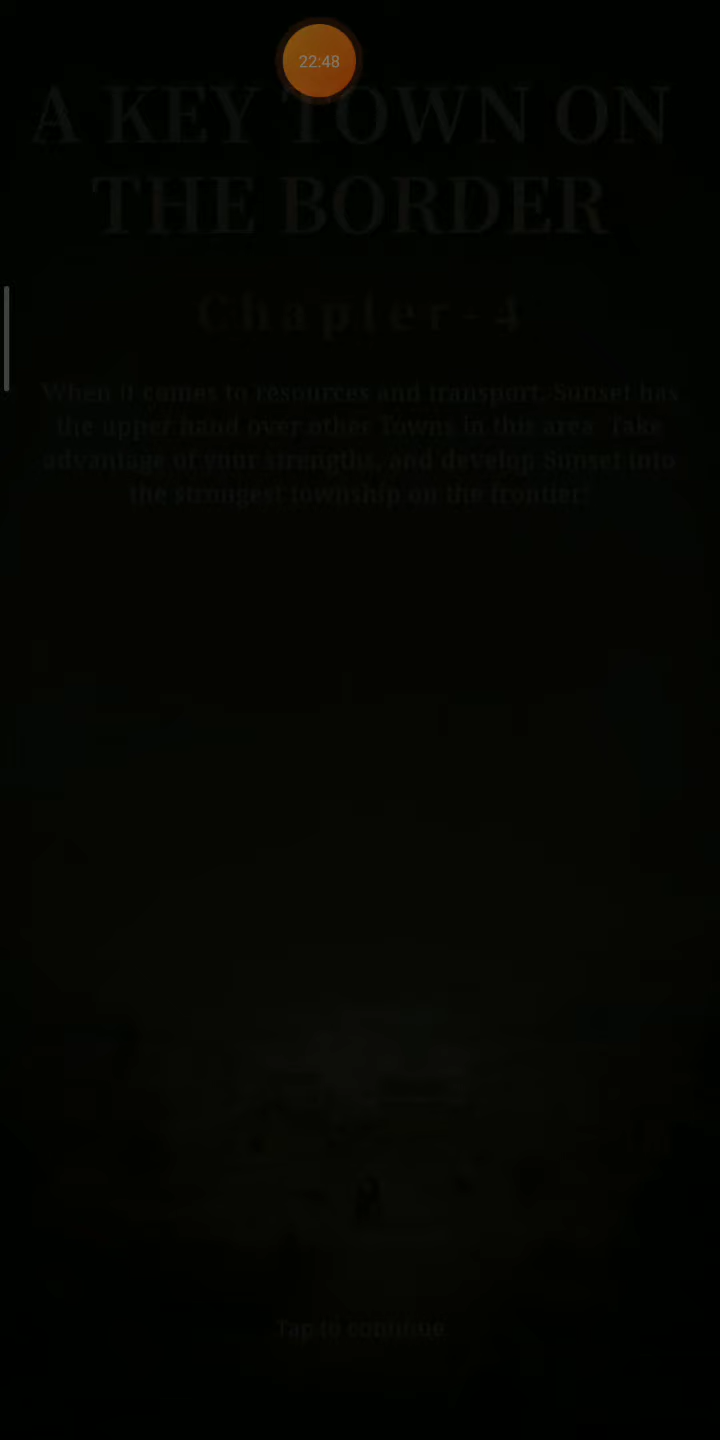 22:48
A KEY TOWN ON
THE BORDER
Chapter-4
When it comes to resources and transport, Sunset has
the upper hand over other Towns in this area. Take
advantage of your strengths, and develop Sunset into
the strongest township on the frontier!
Tap to continue